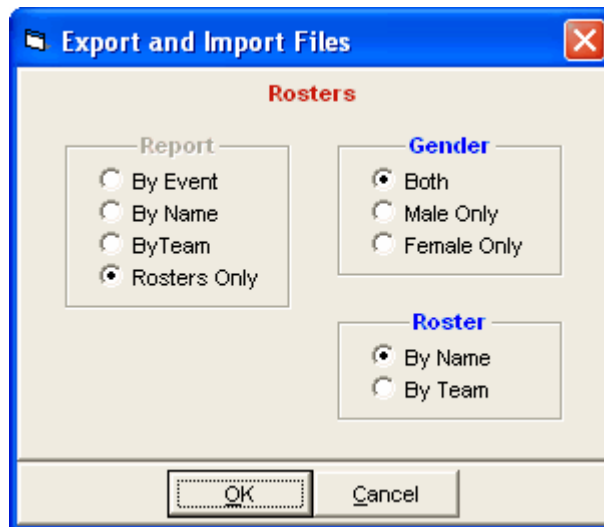 Export and Import Files
Rosters
Report
By Event
By Name
ByTeam
Rosters Only
Gender
Both
Male Only
Female Only
Roster
By Name
By Team
OK
Cancel